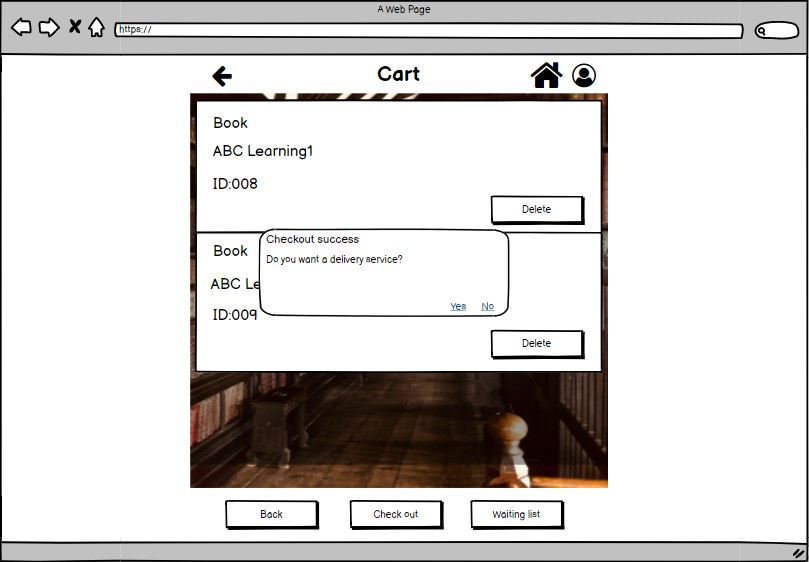 A Web Page
https://
Cart
Book
ABC Learning1
ID:008
Delete
Book
ABC Le
ID:009
Checkout success
Do you want a delivery service?
Yes No
Delete
Back
Check out
Waiting list